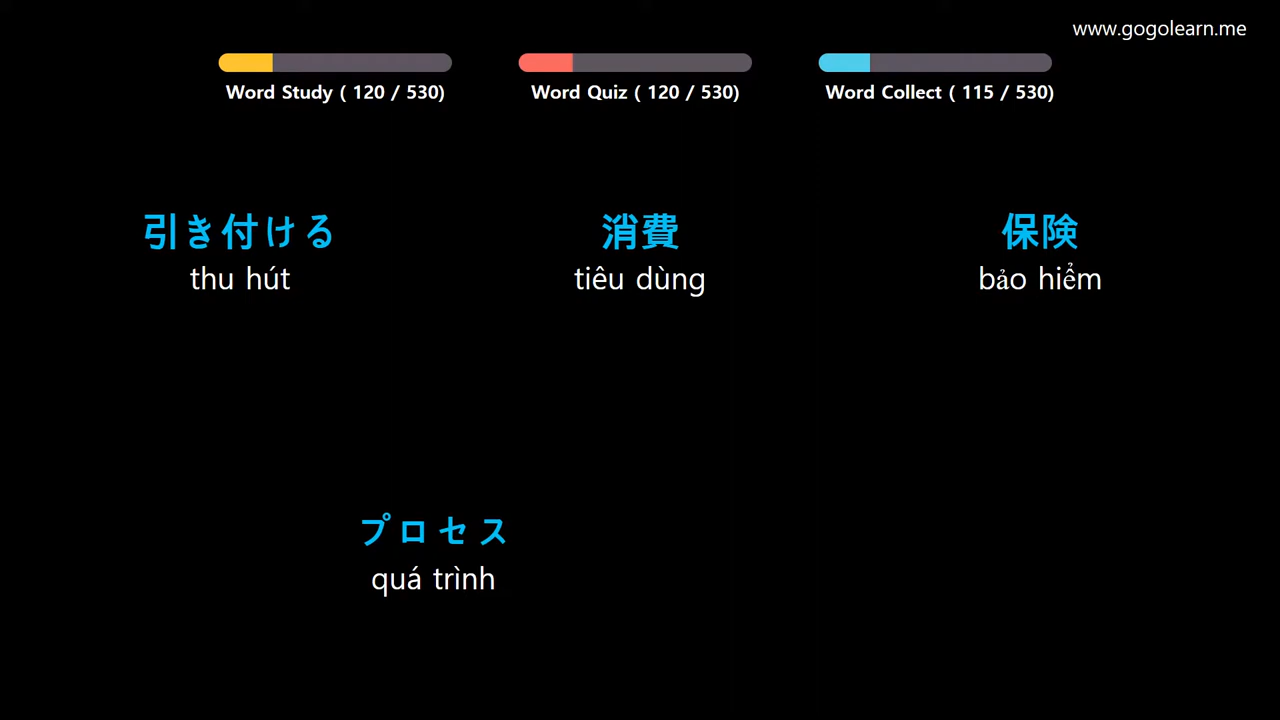 www.gogolearn.me
Word Study ( 120 / 530)
Word Quiz ( 120 / 530)
Word Collect ( 115 / 530)
引き付ける
thu hút
消費
tiêu dùng
保険
bảo hiểm
プロセス
quá trình